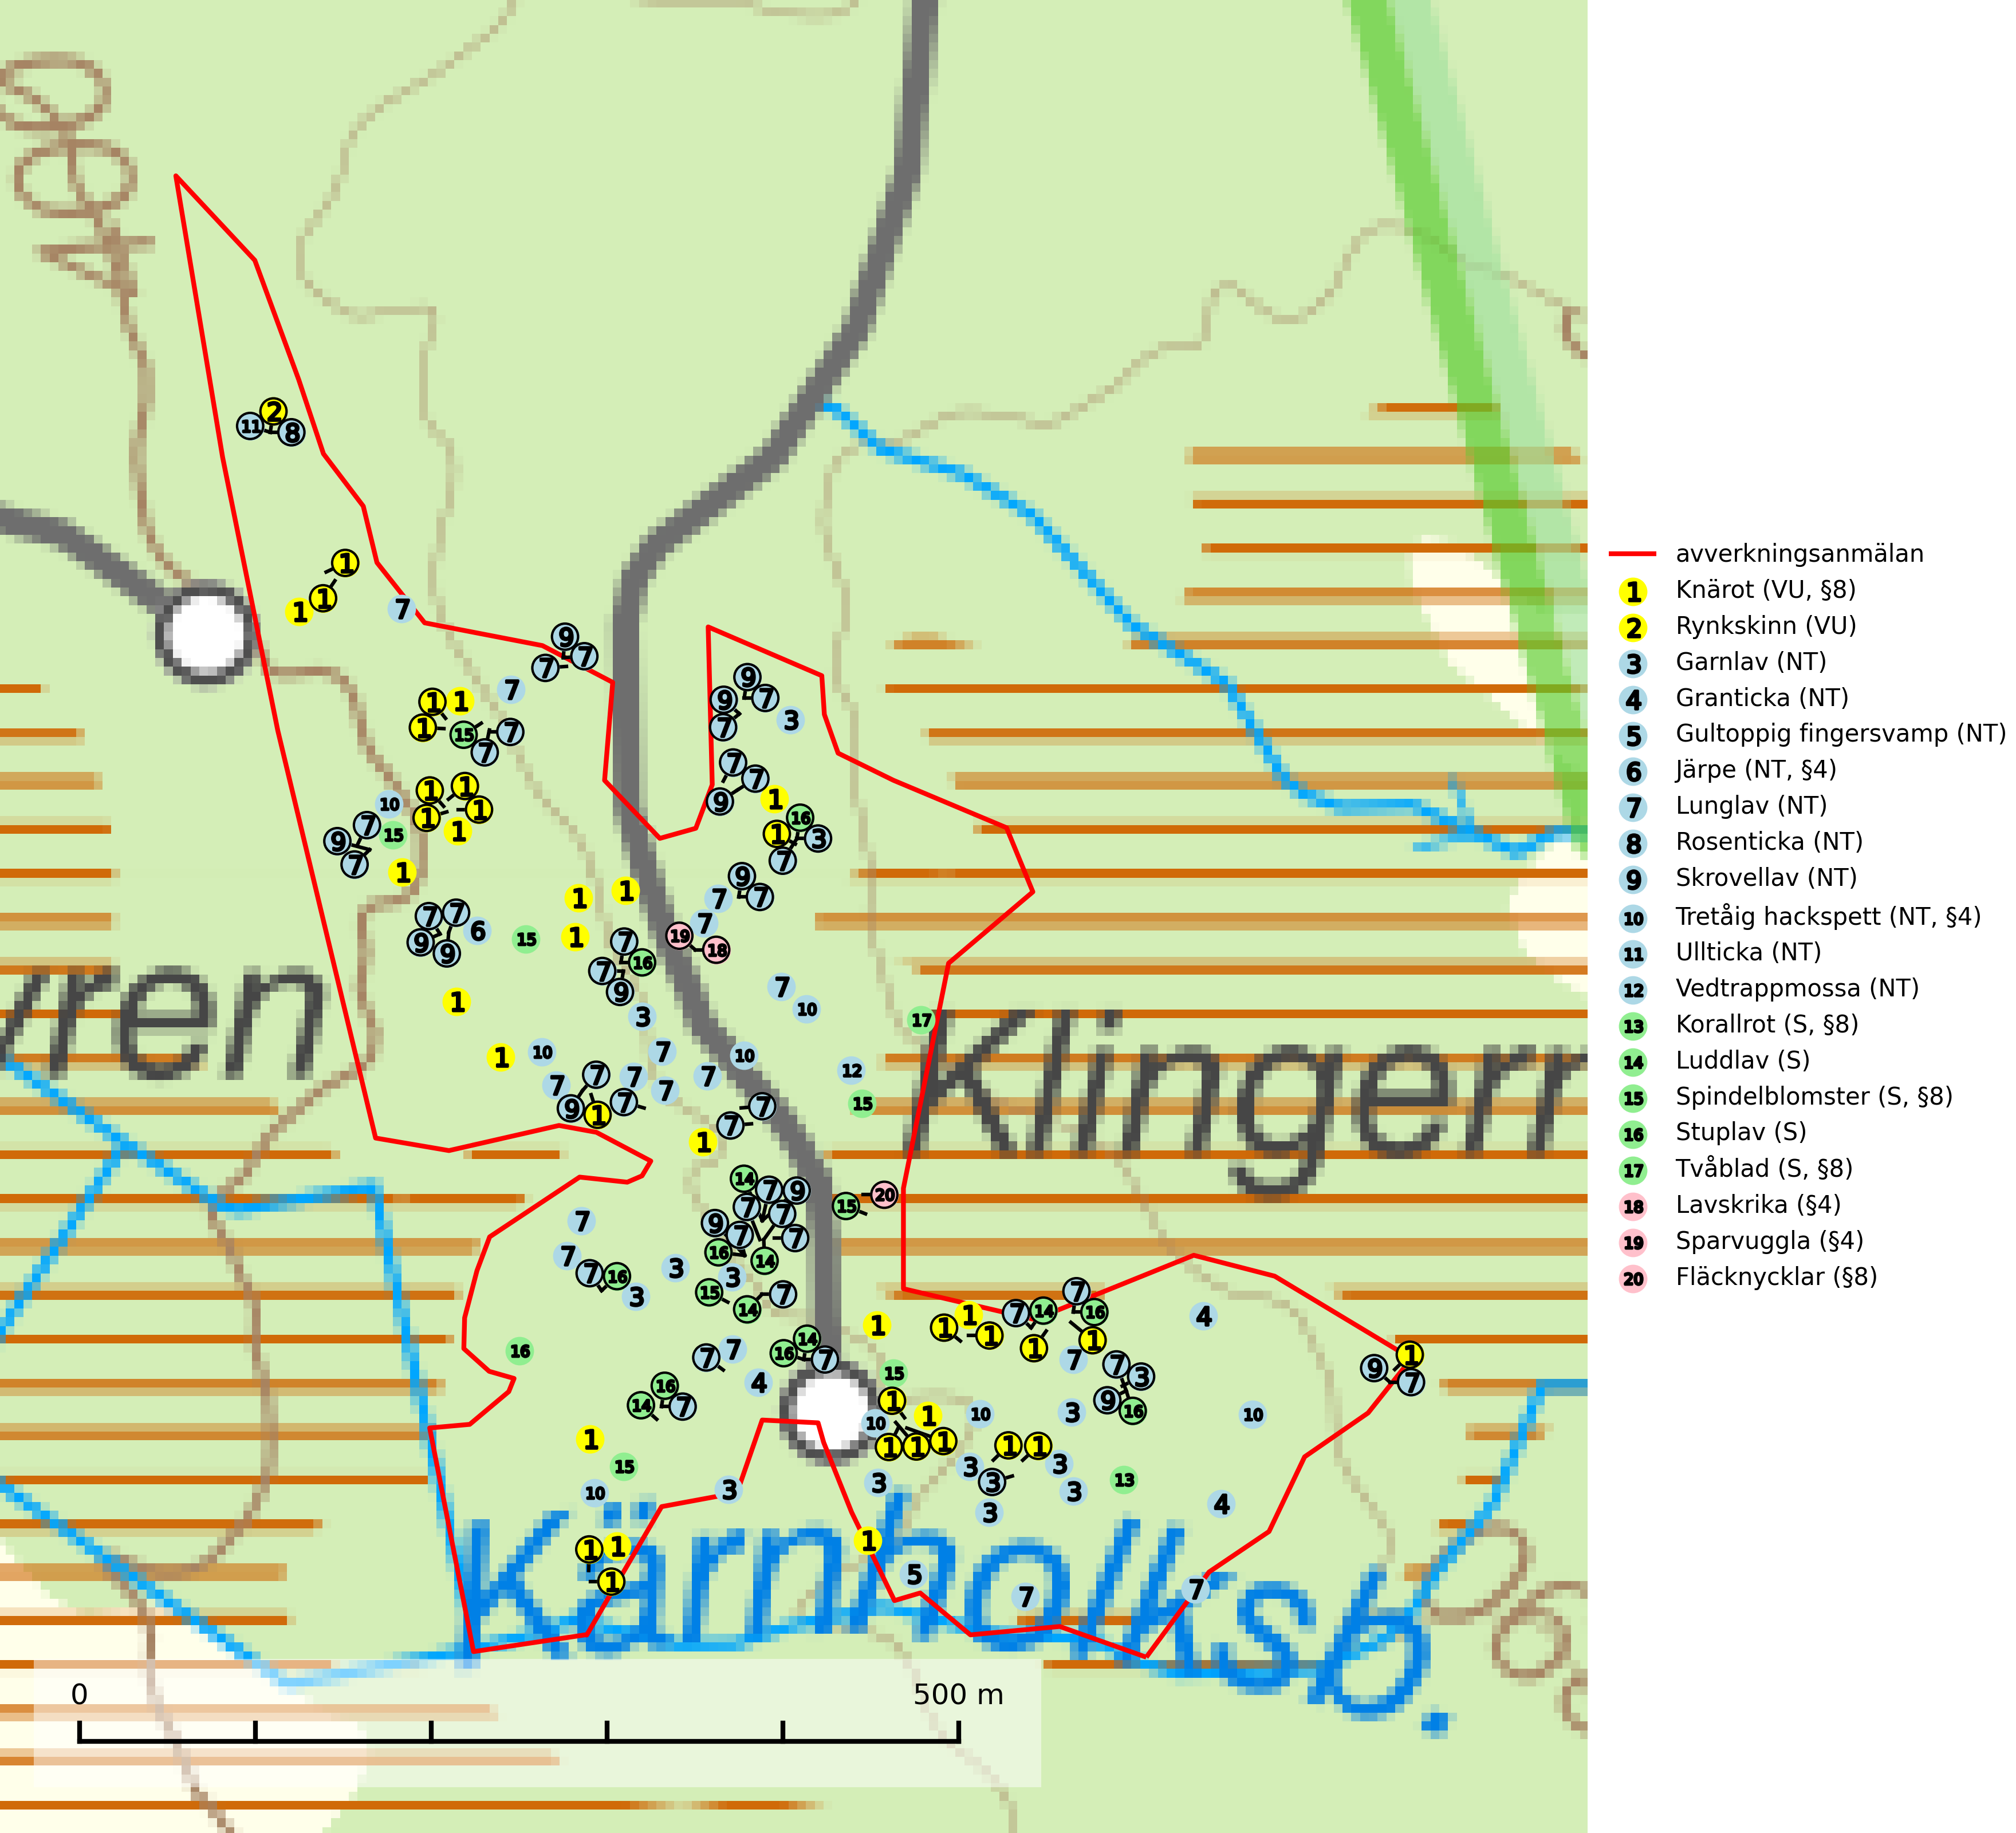 400
uren
Klingerr
Kärnholksb.
0 500 m
avverkningsanmälan
1 Knärot (VU, §8)
2 Rynkskinn (VU)
3 Garnlav (NT)
4 Granticka (NT)
5 Gultoppig fingersvamp (NT)
6 Järpe (NT, §4)
7 Lunglav (NT)
8 Rosenticka (NT)
9 Skrovellav (NT)
10 Tretåig hackspett (NT, §4)
11 Ullticka (NT)
12 Vedtrappmossa (NT)
13 Korallrot (S, §8)
14 Luddlav (S)
15 Spindelblomster (S, §8)
16 Stuplav (S)
17 Tvåblad (S, §8)
18 Lavskrika (§4)
19 Sparvuggla (§4)
20 Fläcknycklar (§8)